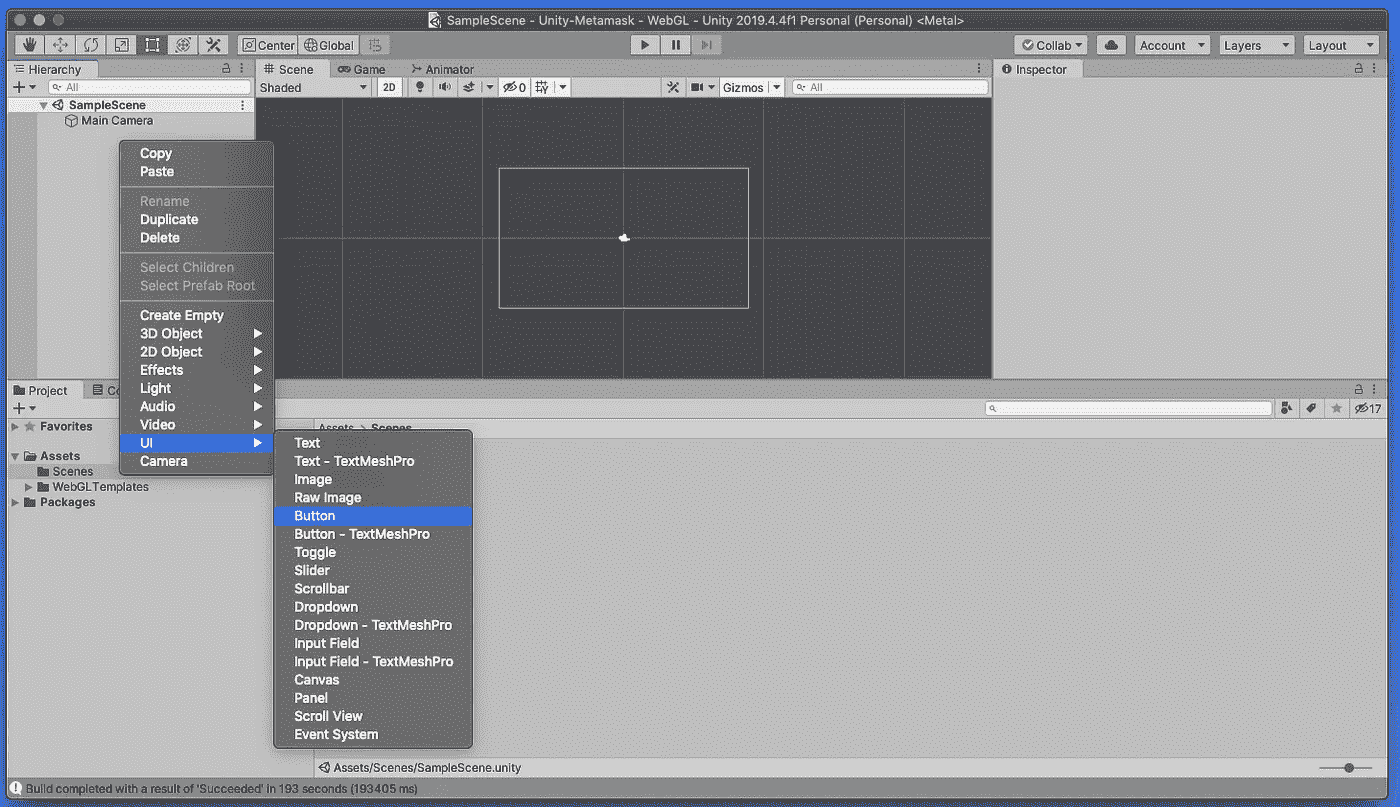 SampleScene - Unity-Metamask - WebGL - Unity 2019.4.4f1 Personal (Personal) <Metal>
Center Global Collab Account Layers Layout
Hierarchy Scene Game Animator Inspector
All Shaded 2D 0 Gizmos All
SampleScene
Main Camera
Copy
Paste
Rename
Duplicate
Delete
Select Children
Select Prefab Root
Create Empty
3D Object
2D Object
Effects
Light
Audio
Video
UI
Camera
Text
Text - TextMeshPro
Image
Raw Image
Button
Button - TextMeshPro
Toggle
Slider
Scrollbar
Dropdown
Dropdown - TextMeshPro
Input Field
Input Field - TextMeshPro
Canvas
Panel
Scroll View
Event System
Project Co
17
Favorites
Assets > Scenes
Assets
Scenes
WebGLTemplates
Packages
Assets/Scenes/SampleScene.unity
Build completed with a result of 'Succeeded' in 193 seconds (193405 ms)